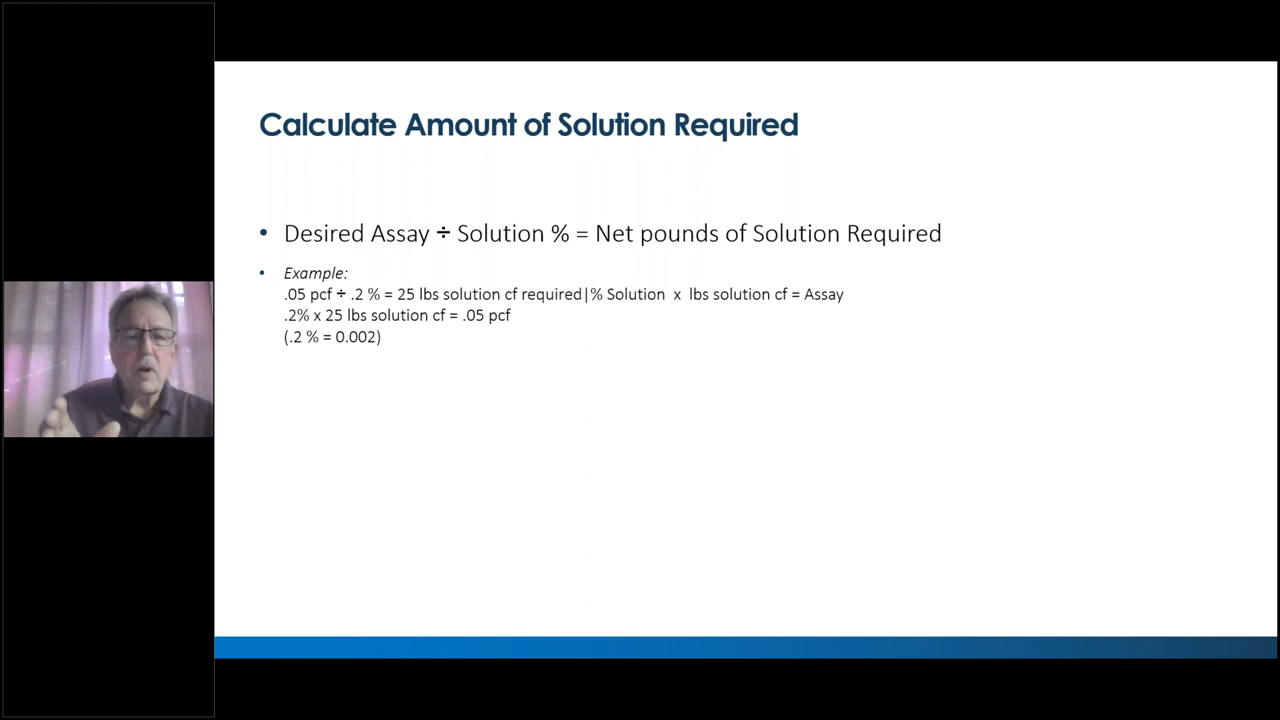 Calculate Amount of Solution Required
• Desired Assay ÷ Solution % = Net pounds of Solution Required
• Example:
.05 pcf ÷ .2 % = 25 lbs solution cf required|% Solution x lbs solution cf = Assay
.2% x 25 lbs solution cf = .05 pcf
(.2 % = 0.002)